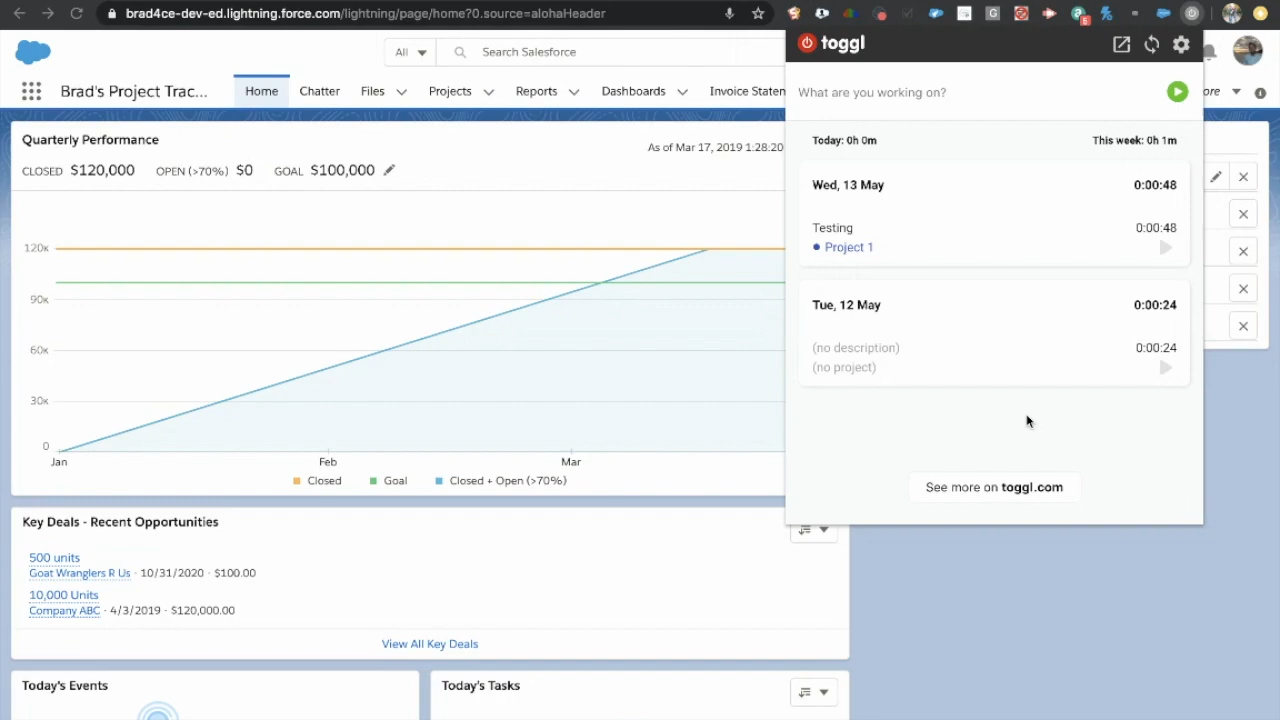 brad4ce-dev-ed.lightning.force.com/lightning/page/home?0.source=alohaHeader
5
All
Search Salesforce
Brad's Project Trac...
Home
Chatter
Files
Projects
Reports
Dashboards
Invoice Statem
ore
Quarterly Performance
As of Mar 17, 2019 1:28:20
CLOSED $120,000 OPEN (>70%) $0 GOAL $100,000
120K
90K
60K
30K
0
Jan Feb Mar
Closed Goal Closed + Open (>70%)
Key Deals - Recent Opportunities
500 units
Goat Wranglers R Us · 10/31/2020 · $100.00
10,000 Units
Company ABC · 4/3/2019 · $120,000.00
View All Key Deals
Today's Events
Today's Tasks
toggl
What are you working on?
Today: 0h 0m This week: 0h 1m
Wed, 13 May 0:00:48
Testing 0:00:48
Project 1
Tue, 12 May 0:00:24
(no description) 0:00:24
(no project)
See more on toggl.com